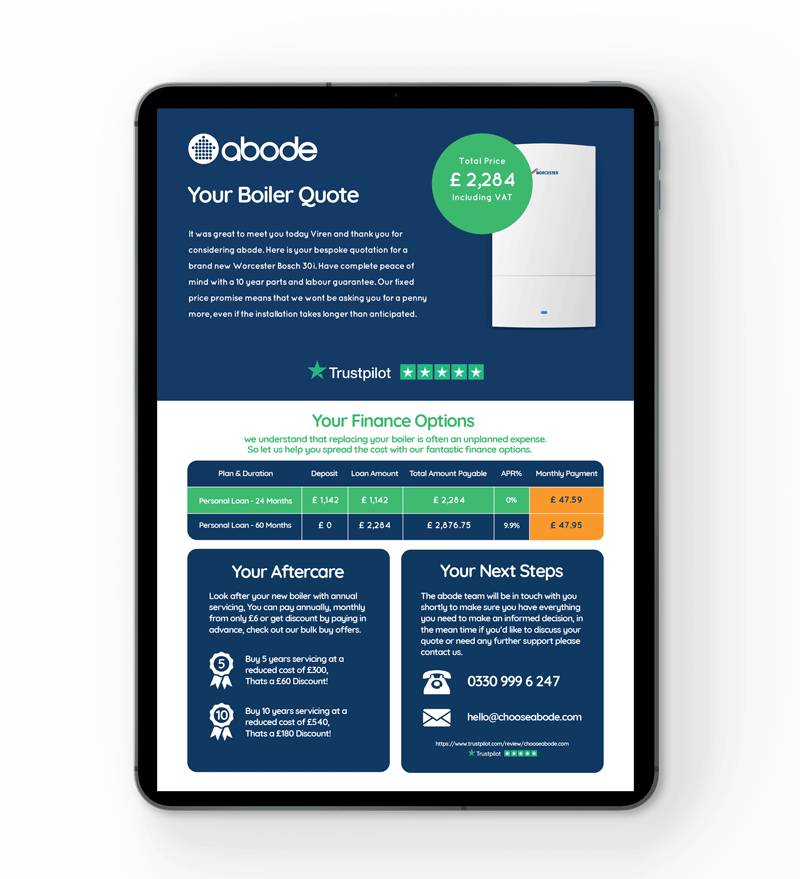 abode
Your Boiler Quote
It was great to meet you today Viren and thank you for
considering abode. Here is your bespoke quotation for a
brand new Worcester Bosch 30i. Have complete peace of
mind with a 10 year parts and labour guarantee. Our fixed
price promise means that we wont be asking you for a penny
more, even if the installation takes longer than anticipated.
Total Price
£ 2,284
Including VAT
WORCESTER
Trustpilot
Your Finance Options
we understand that replacing your boiler is often an unplanned expense.
So let us help you spread the cost with our fantastic finance options.
Plan & Duration Deposit Loan Amount Total Amount Payable APR% Monthly Payment
Personal Loan - 24 Months £ 1,142 £ 1,142 £ 2,284 0% £ 47.59
Personal Loan - 60 Months £ 0 £ 2,284 £ 2,876.75 9.9% £ 47.95
Your Aftercare
Look after your new boiler with annual
servicing, You can pay annually, monthly
from only £6 or get discount by paying in
advance, check out our bulk buy offers.
5
Buy 5 years servicing at a
reduced cost of £300,
Thats a £60 Discount!
10
Buy 10 years servicing at a
reduced cost of £540,
Thats a £180 Discount!
Your Next Steps
The abode team will be in touch with you
shortly to make sure you have everything
you need to make an informed decision, in
the mean time if you'd like to discuss your
quote or need any further support please
contact us.
0330 999 6 247
hello@chooseabode.com
https://www.trustpilot.com/review/chooseabode.com
Trustpilot